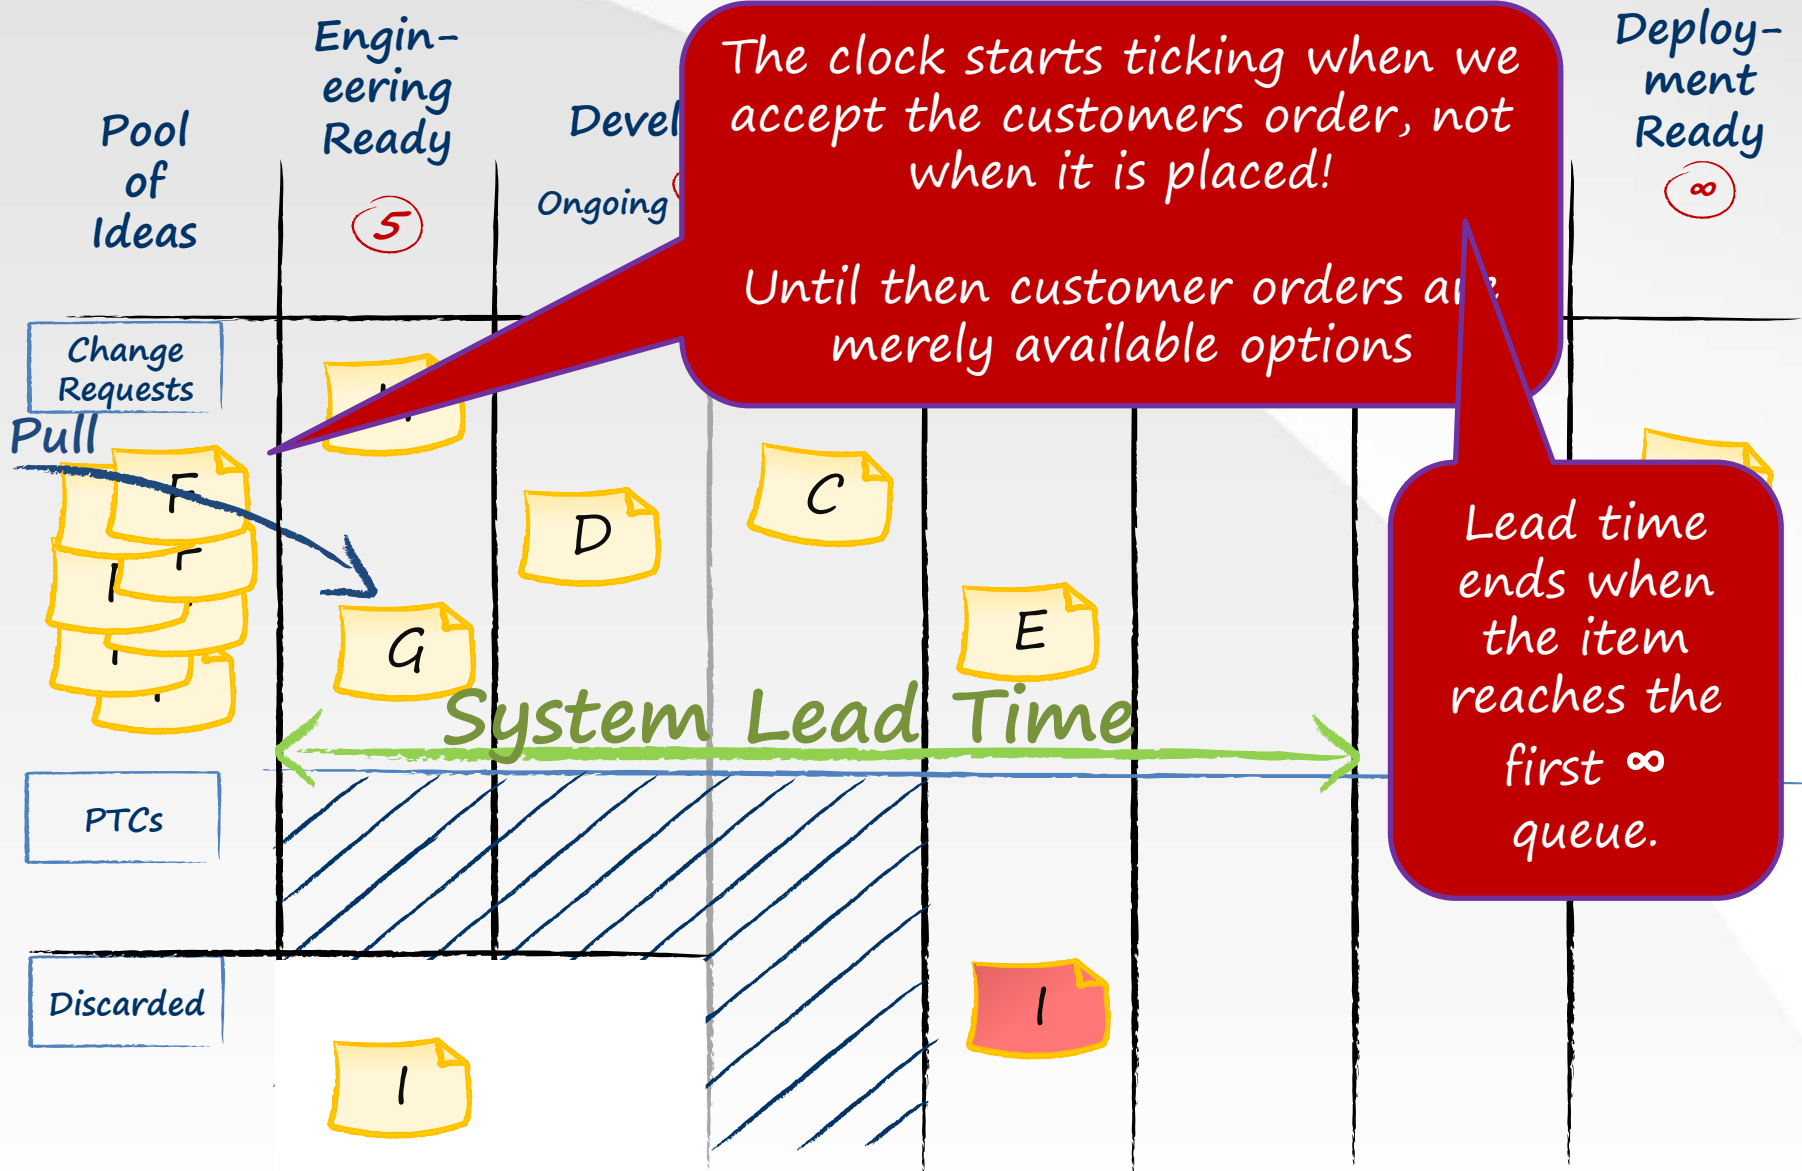 Pool
of
Ideas
Engin-
eering
Ready
5
Devel
Ongoing
The clock starts ticking when we
accept the customers order, not
when it is placed!
Until then customer orders are
merely available options
Deploy-
ment
Ready
∞
Change
Requests
Pull
F
G
D
C
E
System Lead Time
Lead time
ends when
the item
reaches the
first ∞
queue.
PTCs
Discarded
I
I